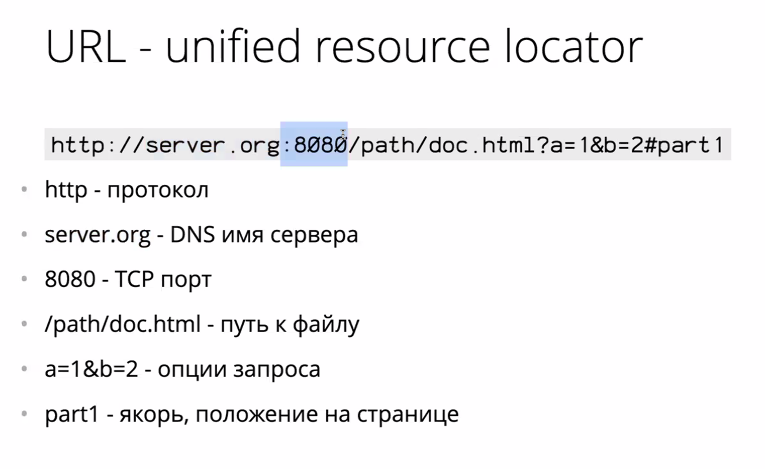 URL - unified resource locator
http://server.org:8080/path/doc.html?a=1&b=2#part1
• http - протокол
• server.org - DNS имя сервера
• 8080 - TCP порт
• /path/doc.html - путь к файлу
• a=1&b=2 - опции запроса
• part1 - якорь, положение на странице